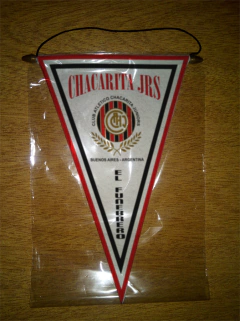 CHACARITA JRS
CLUB ATLETICO CHACARITA JUNIORS
BUENOS AIRES - ARGENTINA
EL FUNEBRERO